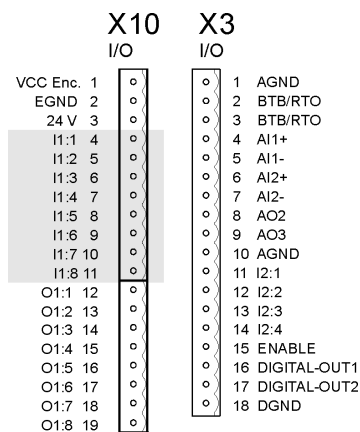 X10 X3
I/O I/O
VCC Enc. 1
EGND 2
24 V 3
I1:1 4
I1:2 5
I1:3 6
I1:4 7
I1:5 8
I1:6 9
I1:7 10
I1:8 11
O1:1 12
O1:2 13
O1:3 14
O1:4 15
O1:5 16
O1:6 17
O1:7 18
O1:8 19
1 AGND
2 BTB/RTO
3 BTB/RTO
4 AI1+
5 AI1-
6 AI2+
7 AI2-
8 AO2
9 AO3
10 AGND
11 I2:1
12 I2:2
13 I2:3
14 I2:4
15 ENABLE
16 DIGITAL-OUT1
17 DIGITAL-OUT2
18 DGND